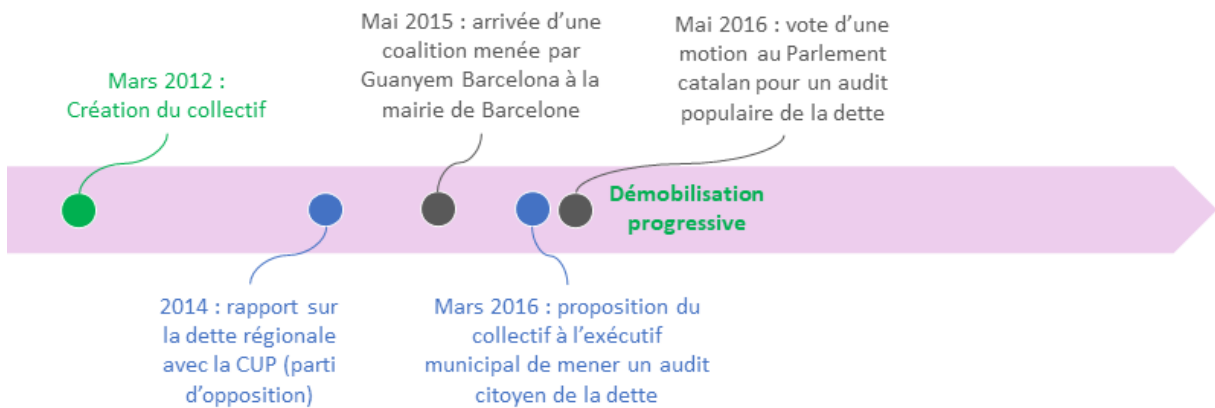 Mars 2012 :
Création du collectif
Mai 2015 : arrivée d’une
coalition menée par
Guanyem Barcelona à la
mairie de Barcelone
Mai 2016 : vote d’une
motion au Parlement
catalan pour un audit
populaire de la dette
Démobilisation
progressive
2014 : rapport sur
la dette régionale
avec la CUP (parti
d’opposition)
Mars 2016 : proposition du
collectif à l’exécutif
municipal de mener un audit
citoyen de la dette